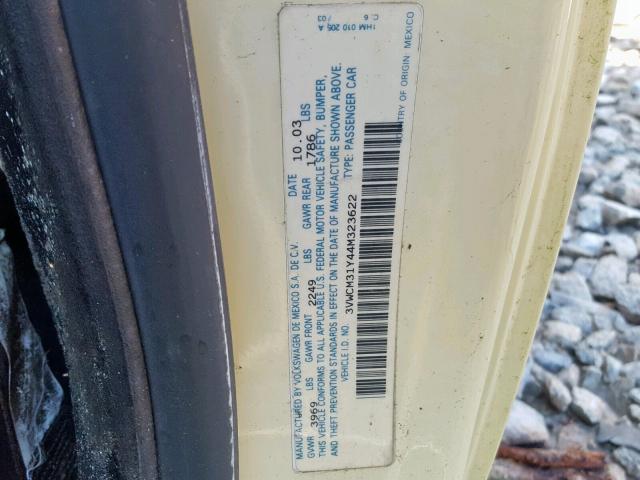 MANUFACTURED BY VOLKSWAGEN DE MEXICO S.A. DE C.V. DATE 10.03
GVWR 3969 LBS GAWR FRONT 2249 LBS GAWR REAR 1786 LBS
THIS VEHICLE CONFORMS TO ALL APPLICABLE U.S. FEDERAL MOTOR VEHICLE SAFETY, BUMPER,
AND THEFT PREVENTION STANDARDS IN EFFECT ON THE DATE OF MANUFACTURE SHOWN ABOVE.
VEHICLE I.D. NO. 3VWCM31Y44M323622 TYPE: PASSENGER CAR
COUNTRY OF ORIGIN MEXICO
1HM 010 205 A
C 6 /03